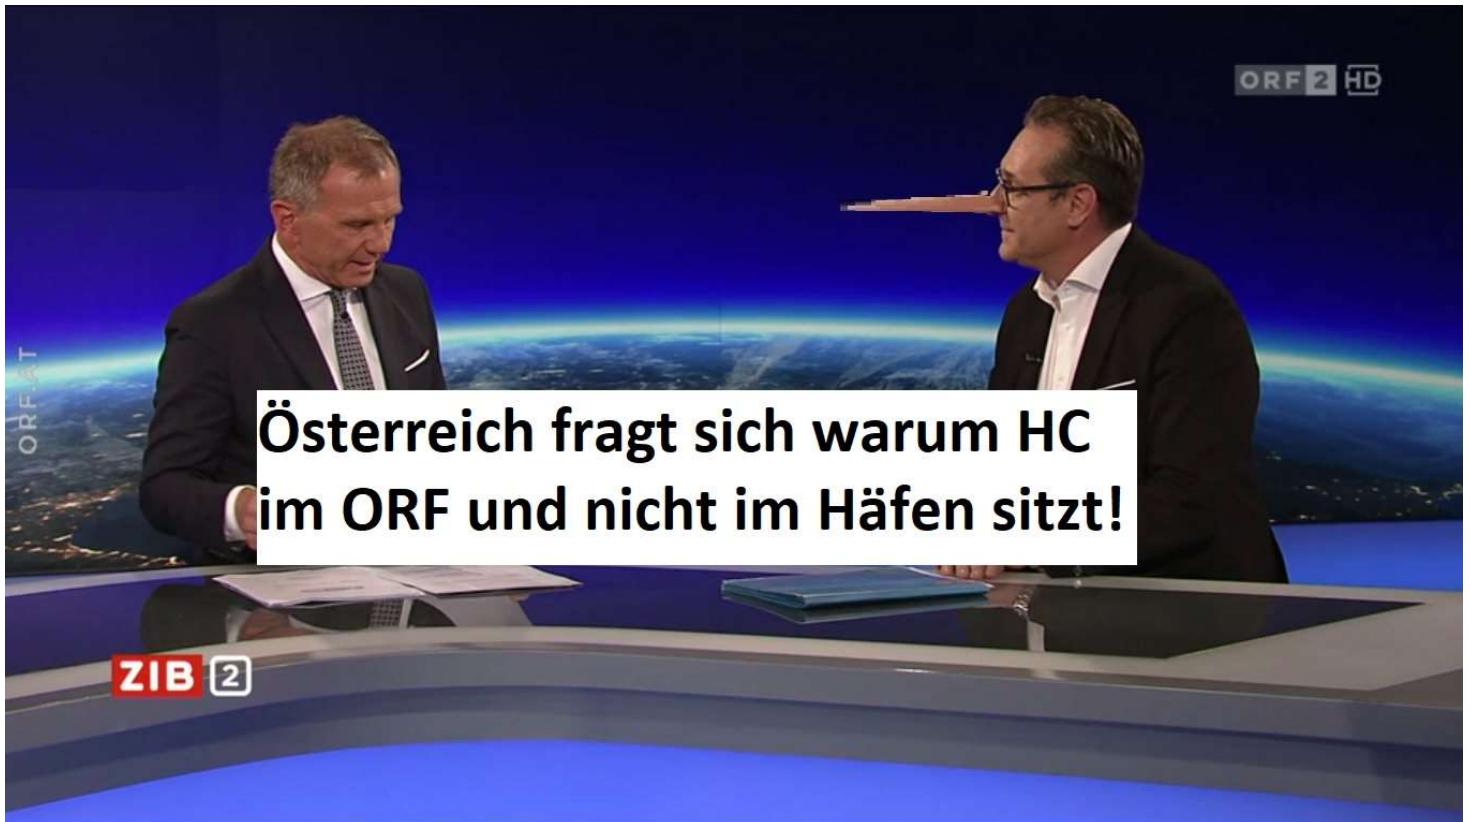 ORF 2 HD
ORF.AT
Österreich fragt sich warum HC
im ORF und nicht im Häfen sitzt!
ZIB 2